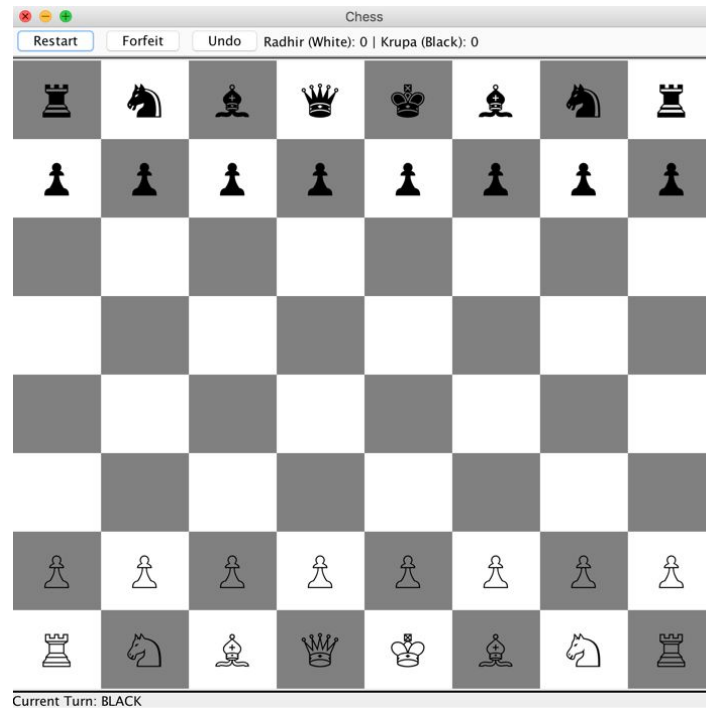 Chess
Restart Forfeit Undo Radhir (White): 0 | Krupa (Black): 0
Current Turn: BLACK